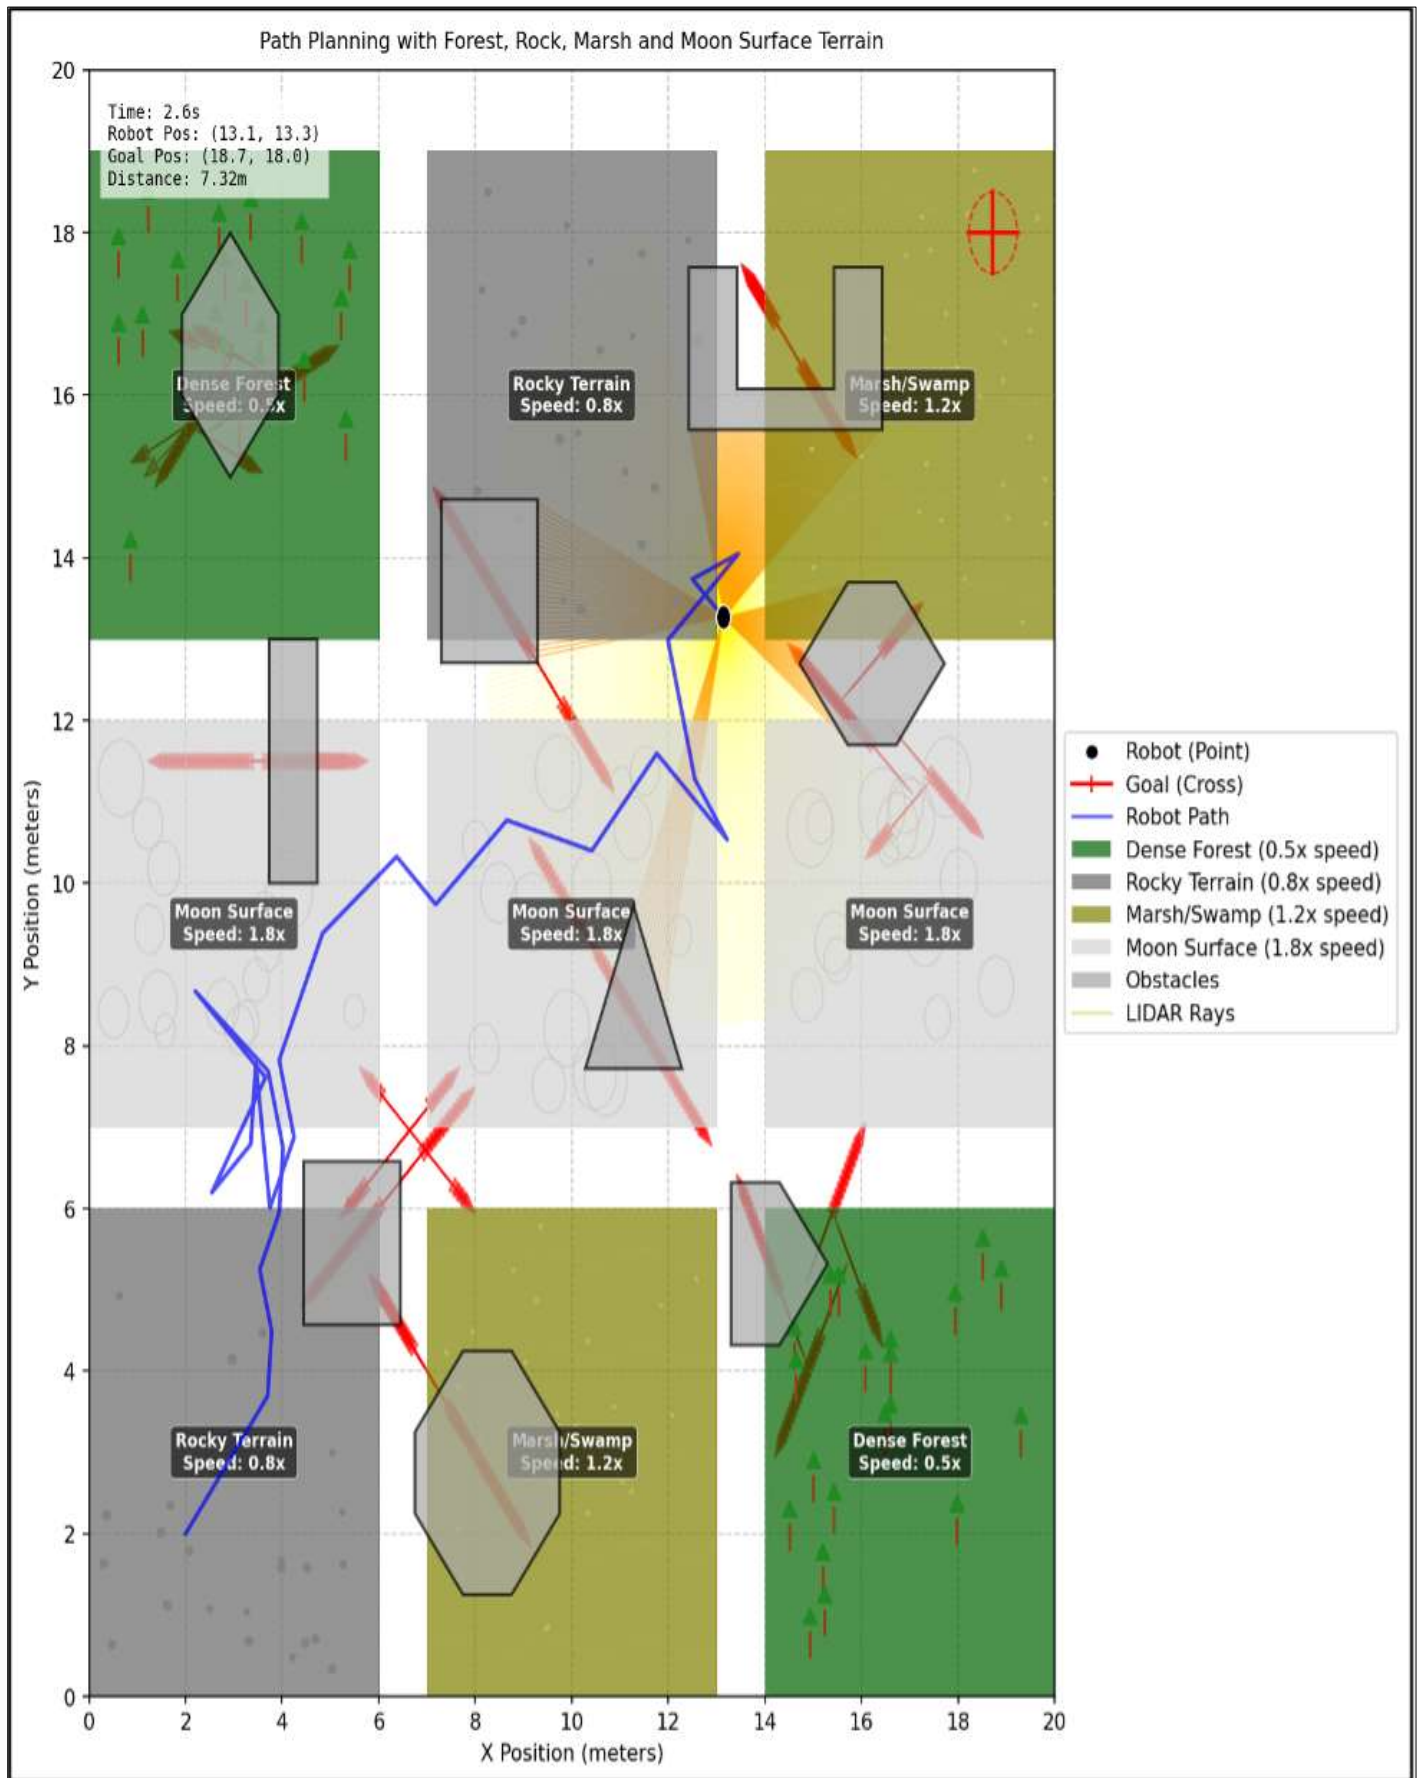 Path Planning with Forest, Rock, Marsh and Moon Surface Terrain
20
Time: 2.6s
Robot Pos: (13.1, 13.3)
Goal Pos: (18.7, 18.0)
Distance: 7.32m
18
Dense Forest
Speed: 0.5x
Rocky Terrain
Speed: 0.8x
Marsh/Swamp
Speed: 1.2x
16
14
12
Y Position (meters)
10
Moon Surface
Speed: 1.8x
Moon Surface
Speed: 1.8x
Moon Surface
Speed: 1.8x
8
6
4
Rocky Terrain
Speed: 0.8x
Marsh/Swamp
Speed: 1.2x
Dense Forest
Speed: 0.5x
2
0
0 2 4 6 8 10 12 14 16 18 20
X Position (meters)
Robot (Point)
Goal (Cross)
Robot Path
Dense Forest (0.5x speed)
Rocky Terrain (0.8x speed)
Marsh/Swamp (1.2x speed)
Moon Surface (1.8x speed)
Obstacles
LIDAR Rays